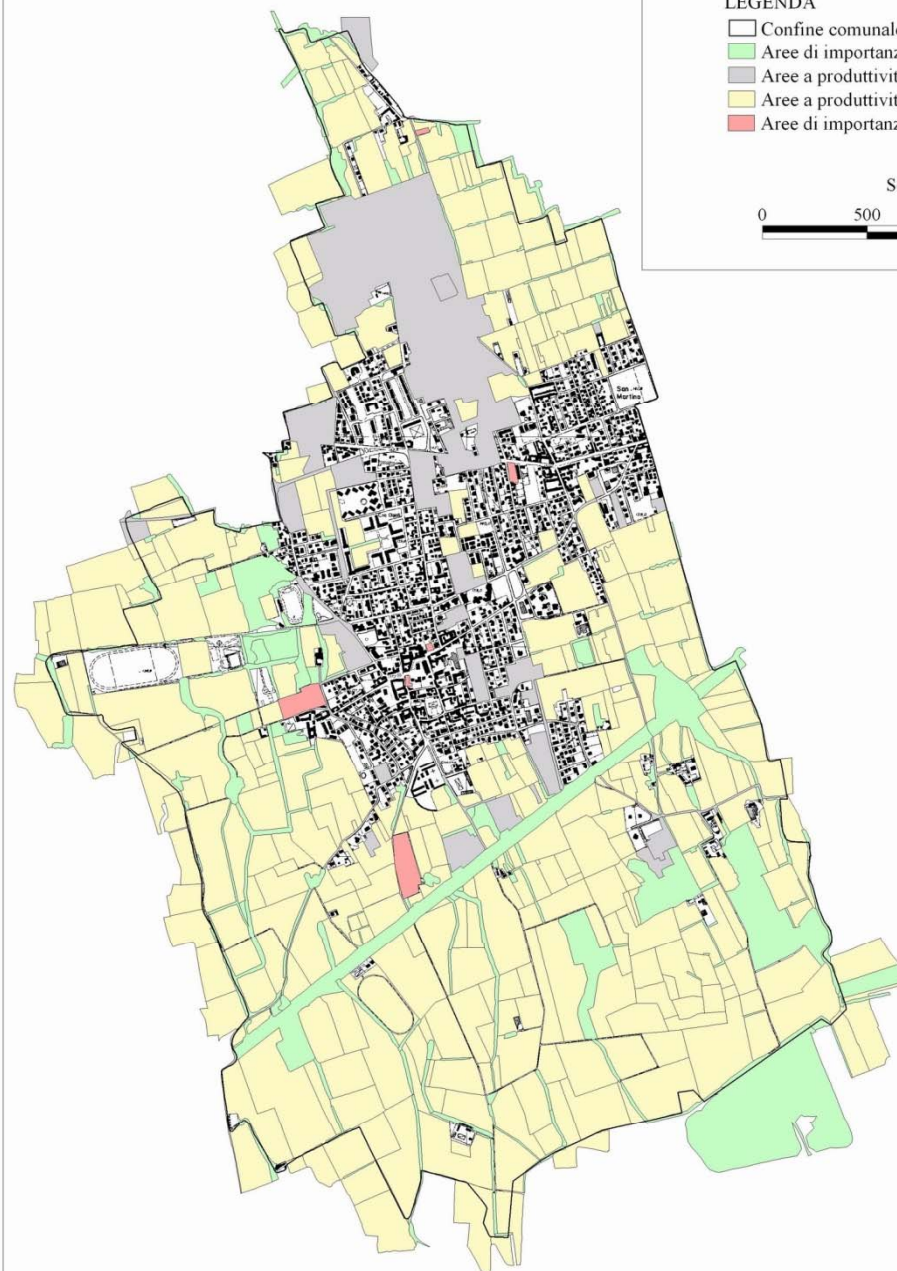 LEGENDA
Confine comunale
Aree di importanz
Aree a produttivit
Aree a produttivit
Aree di importanz
S
0 500
San
Martino